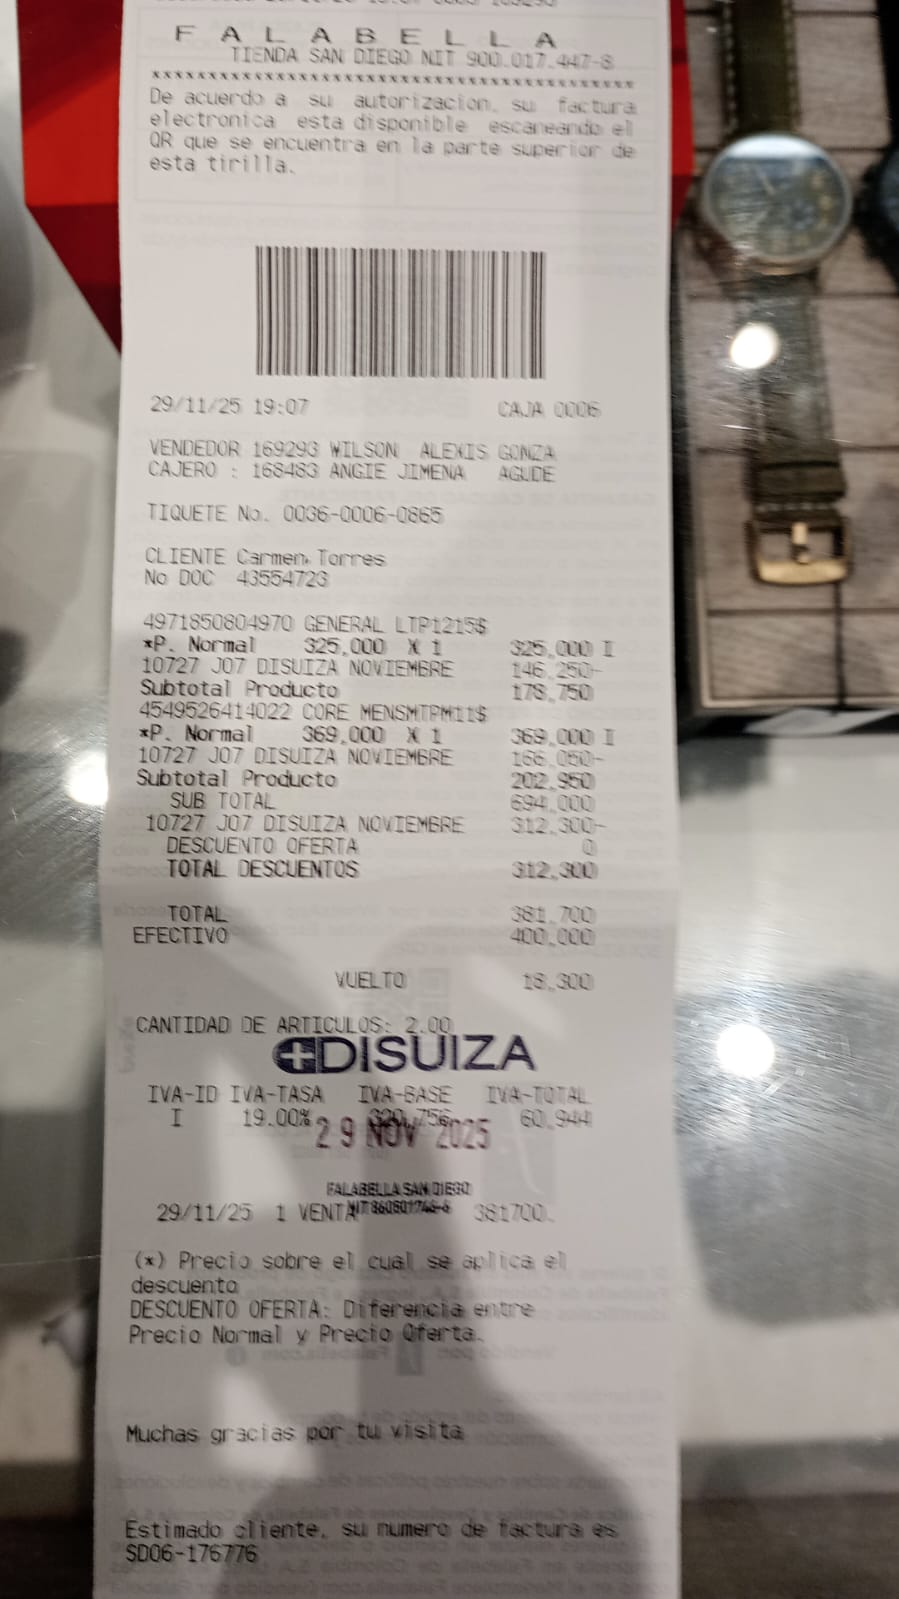 F A L A B E L L A
TIENDA SAN DIEGO NIT 900.017.447-8
xxxxxxxxxxxxxxxxxxxxxxxxxxxxxxxxxxxxxxxx
De acuerdo a su autorizacion, su factura
electronica esta disponible escaneando el
QR que se encuentra en la parte superior de
esta tirilla.
29/11/25 19:07 CAJA 0006
VENDEDOR 169293 WILSON ALEXIS GONZA
CAJERO : 168483 ANGIE JIMENA AGUDE
TIQUETE No. 0036-0006-0865
CLIENTE Carmen Torres
No DOC 43554723
4971850804970 GENERAL LTP1215$
*P. Normal 325,000 X 1 325,000 I
10727 J07 DISUIZA NOVIEMBRE 146,250-
Subtotal Producto 178,750
4549526414022 CORE MENSMTPM11$
*P. Normal 369,000 X 1 369,000 I
10727 J07 DISUIZA NOVIEMBRE 166,050-
Subtotal Producto 202,950
SUB TOTAL 694,000
10727 J07 DISUIZA NOVIEMBRE 312,300-
DESCUENTO OFERTA 0
TOTAL DESCUENTOS 312,300
TOTAL 381,700
EFECTIVO 400,000
VUELTO 18,300
CANTIDAD DE ARTICULOS: 2.00
DISUIZA
IVA-ID IVA-TASA IVA-BASE IVA-TOTAL
I 19.00% 320,756 60,944
29 NOV 2025
FALABELLA SAN DIEGO
NIT 860501746-6
29/11/25 1 VENTA 381700.
(*) Precio sobre el cual se aplica el
descuento
DESCUENTO OFERTA: Diferencia entre
Precio Normal y Precio Oferta.
Muchas gracias por tu visita
Estimado cliente, su numero de factura es
SD06-176776